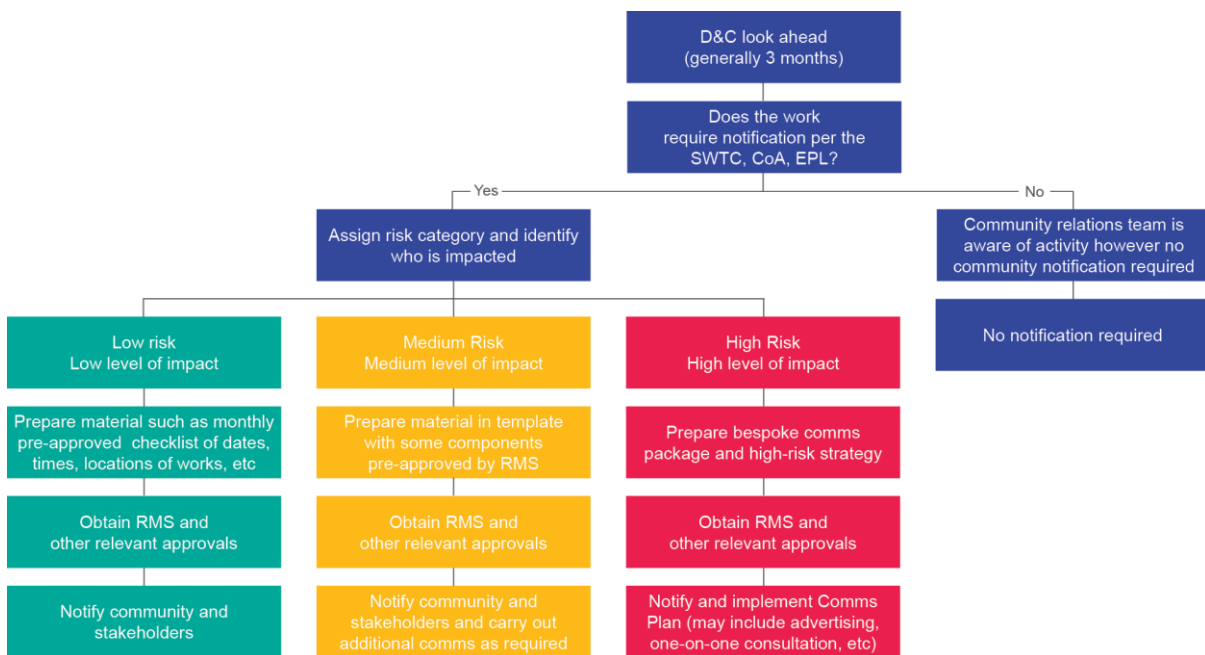 D&C look ahead
(generally 3 months)
Does the work
require notification per the
SWTC, CoA, EPL?
Yes
No
Assign risk category and identify
who is impacted
Community relations team is
aware of activity however no
community notification required
Low risk
Low level of impact
Medium Risk
Medium level of impact
High Risk
High level of impact
No notification required
Prepare material such as monthly
pre-approved checklist of dates,
times, locations of works, etc
Prepare material in template
with some components
pre-approved by RMS
Prepare bespoke comms
package and high-risk strategy
Obtain RMS and
other relevant approvals
Obtain RMS and
other relevant approvals
Obtain RMS and
other relevant approvals
Notify community and
stakeholders
Notify community and
stakeholders and carry out
additional comms as required
Notify and implement Comms
Plan (may include advertising,
one-on-one consultation, etc)